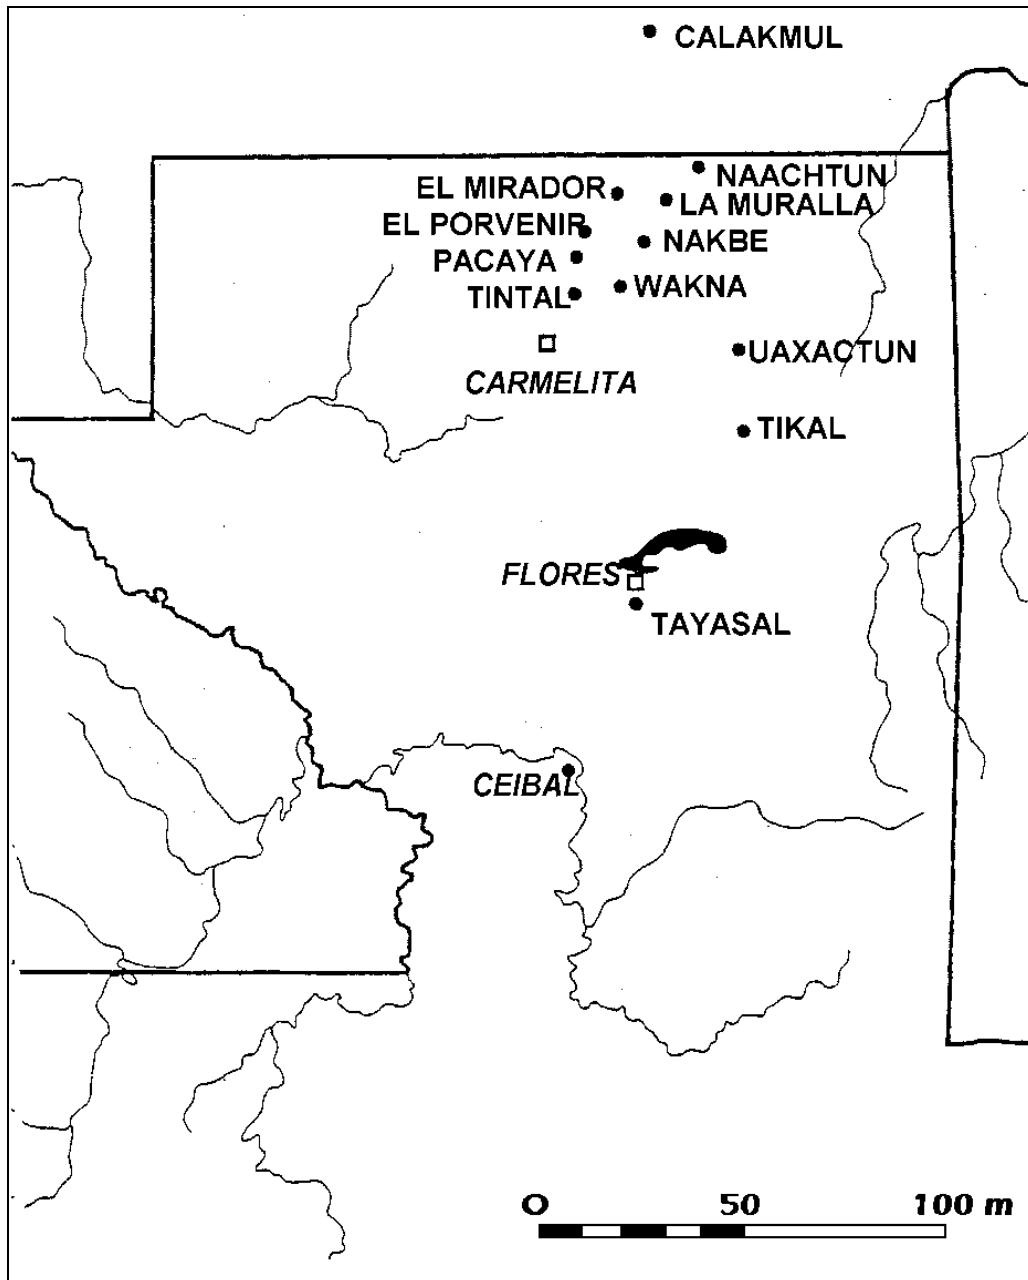 CALAKMUL
NAACHTUN
EL MIRADOR
LA MURALLA
EL PORVENIR
NAKBE
PACAYA
WAKNA
TINTAL
UAXACTUN
CARMELITA
TIKAL
FLORES
TAYASAL
CEIBAL
O 50 100 m